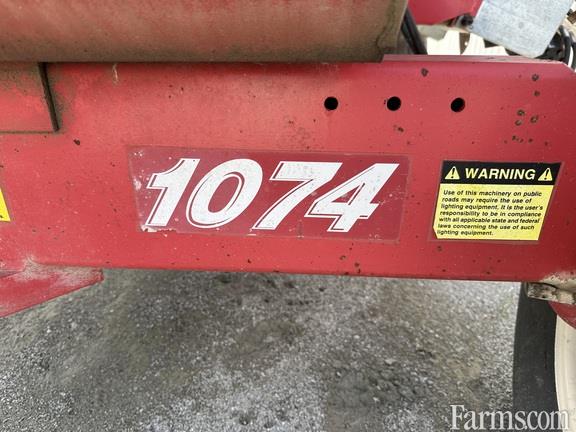 1074
WARNING
Use of this machinery on public
roads may require the use of
lighting equipment. It is the user's
responsibility to be in compliance
with all applicable state and federal
laws concerning the use of such
lighting equipment.
Farms.com